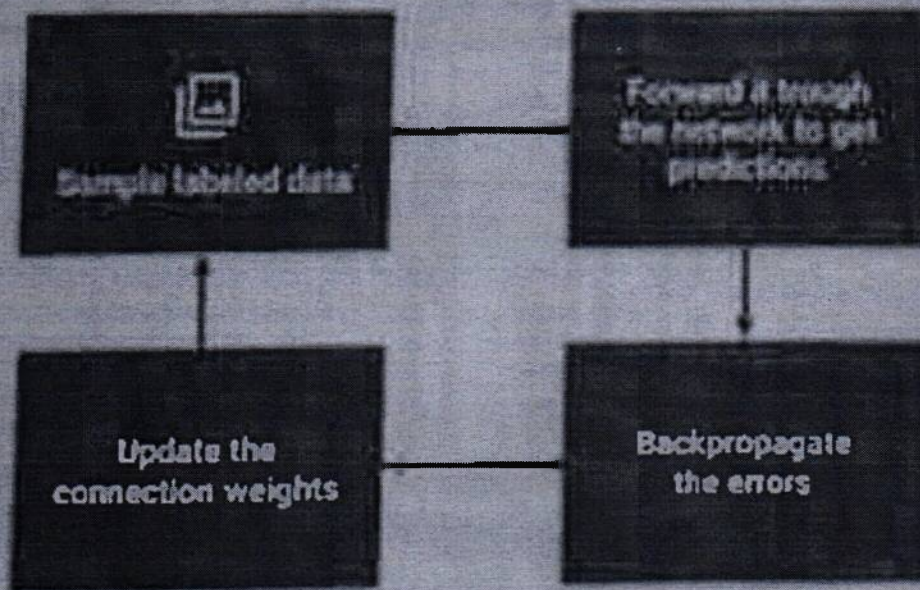 Sample labeled data
Forward it trough
the network to get
predictions
Update the
connection weights
Backpropagate
the errors